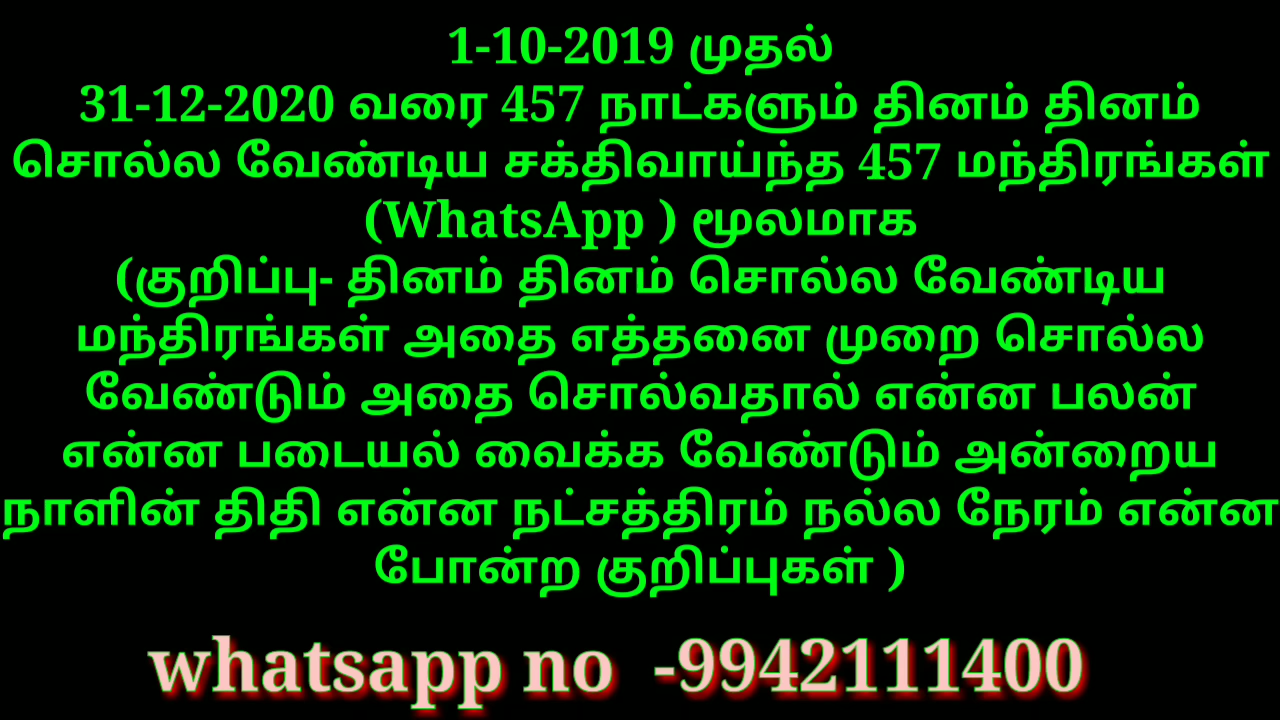 1-10-2019 முதல்
31-12-2020 வரை 457 நாட்களும் தினம் தினம்
சொல்ல வேண்டிய சக்திவாய்ந்த 457 மந்திரங்கள்
(WhatsApp ) மூலமாக
(குறிப்பு- தினம் தினம் சொல்ல வேண்டிய
மந்திரங்கள் அதை எத்தனை முறை சொல்ல
வேண்டும் அதை சொல்வதால் என்ன பலன்
என்ன படையல் வைக்க வேண்டும் அன்றைய
நாளின் திதி என்ன நட்சத்திரம் நல்ல நேரம் என்ன
போன்ற குறிப்புகள் )
whatsapp no -9942111400